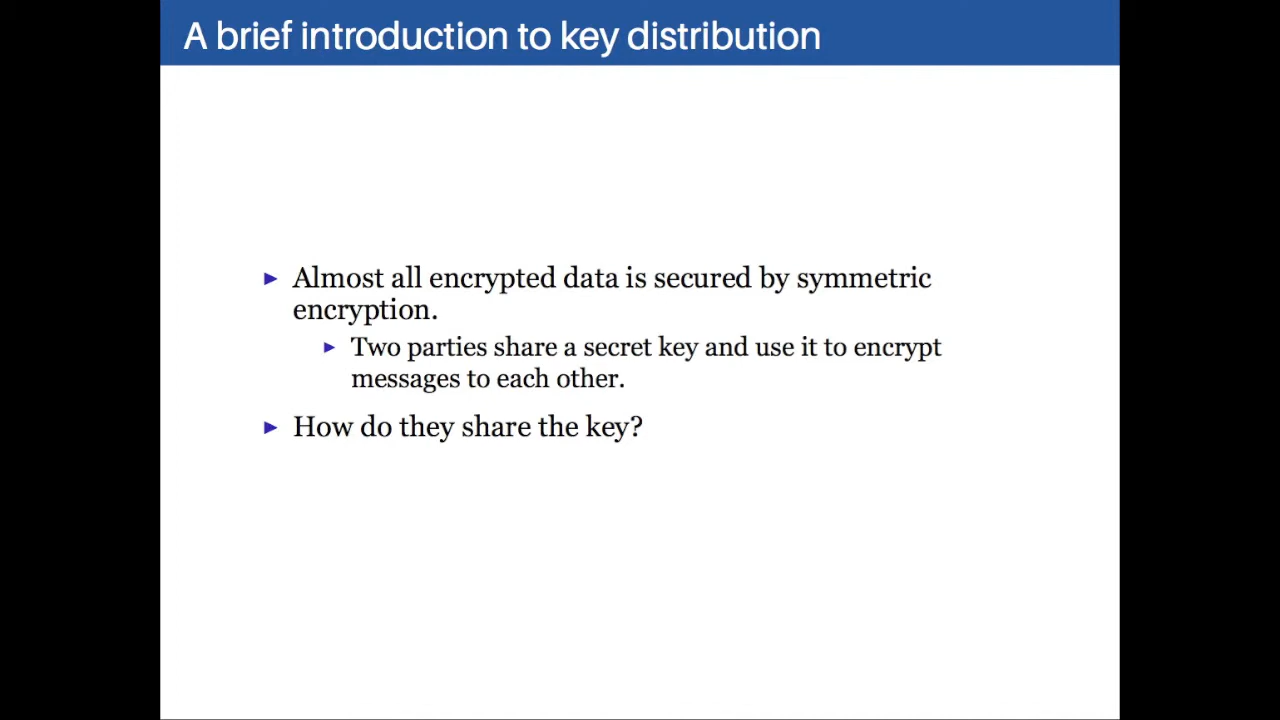 A brief introduction to key distribution
► Almost all encrypted data is secured by symmetric
encryption.
► Two parties share a secret key and use it to encrypt
messages to each other.
► How do they share the key?